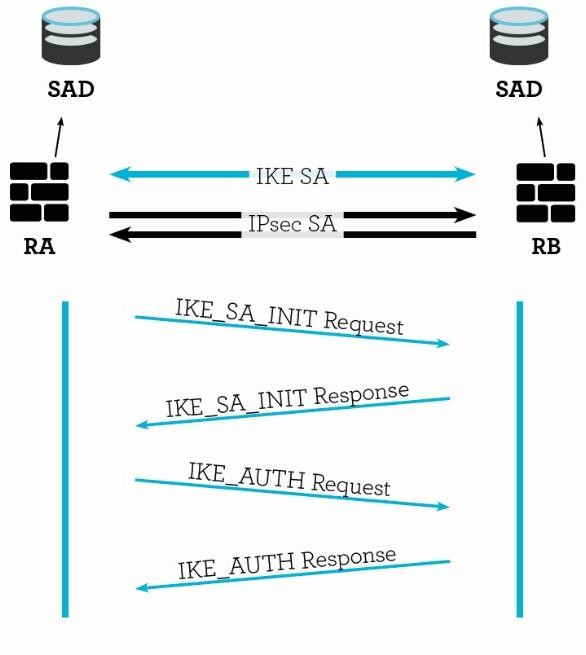 SAD
SAD
IKE SA
IPsec SA
RA
RB
IKE_SA_INIT Request
IKE_SA_INIT Response
IKE_AUTH Request
IKE_AUTH Response